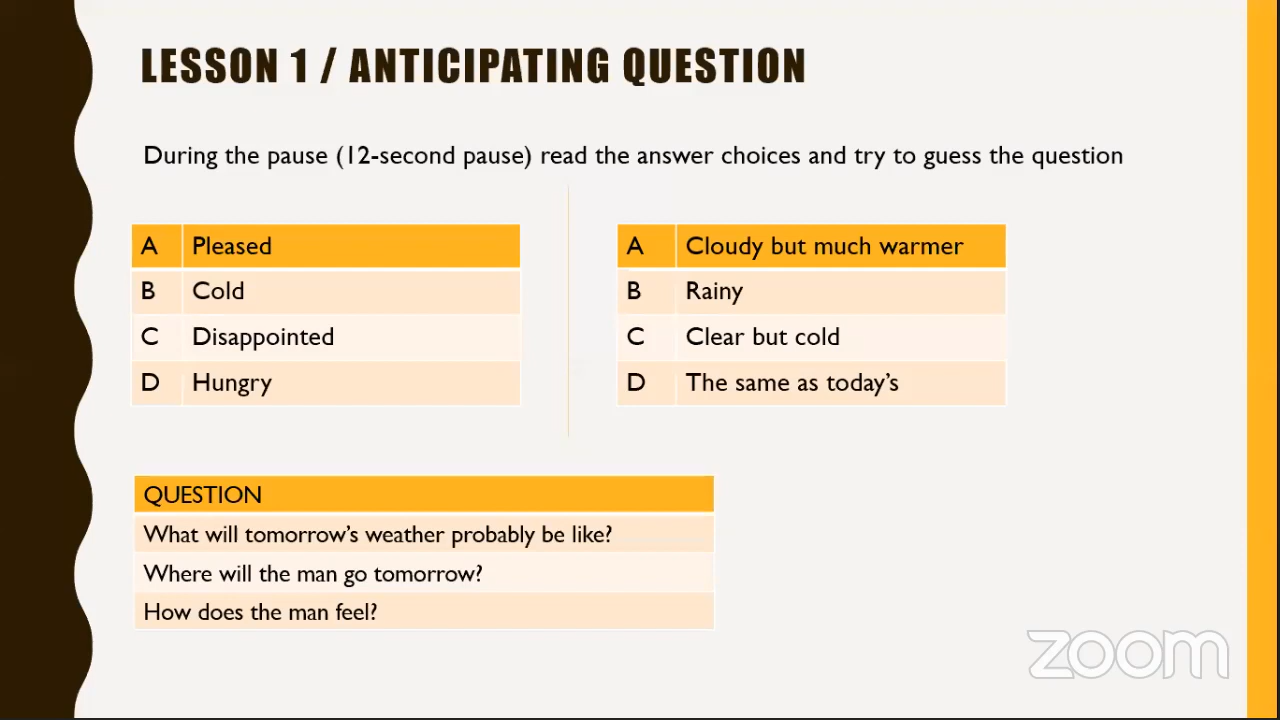 LESSON 1 / ANTICIPATING QUESTION
During the pause (12-second pause) read the answer choices and try to guess the question
A Pleased
B Cold
C Disappointed
D Hungry
A Cloudy but much warmer
B Rainy
C Clear but cold
D The same as today's
QUESTION
What will tomorrow's weather probably be like?
Where will the man go tomorrow?
How does the man feel?
zoom